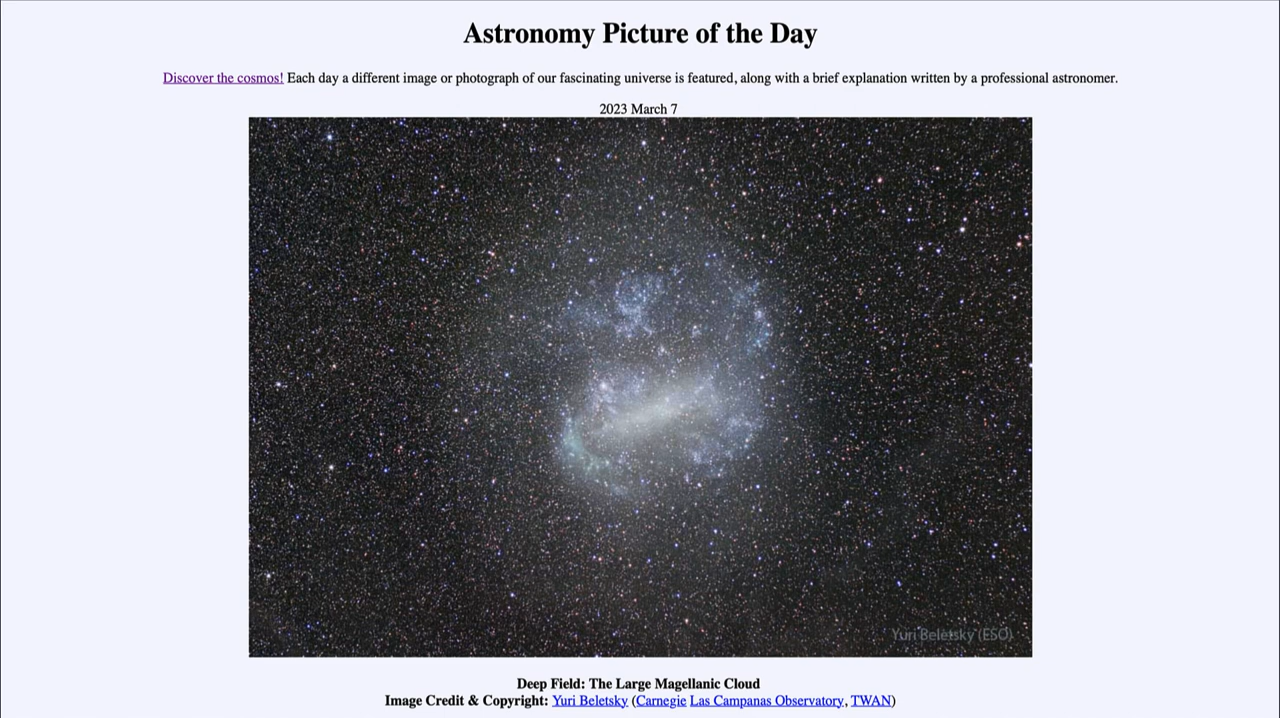 Astronomy Picture of the Day
Discover the cosmos! Each day a different image or photograph of our fascinating universe is featured, along with a brief explanation written by a professional astronomer.
2023 March 7
Yuri Beletsky (ESO)
Deep Field: The Large Magellanic Cloud
Image Credit & Copyright: Yuri Beletsky (Carnegie Las Campanas Observatory, TWAN)